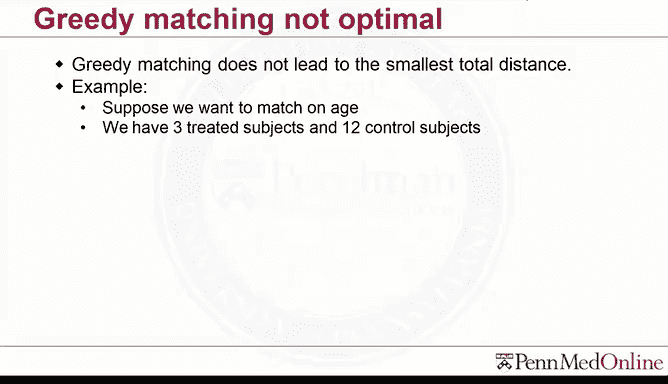 Greedy matching not optimal
◆ Greedy matching does not lead to the smallest total distance.
◆ Example:
• Suppose we want to match on age
• We have 3 treated subjects and 12 control subjects
PennMedOnline